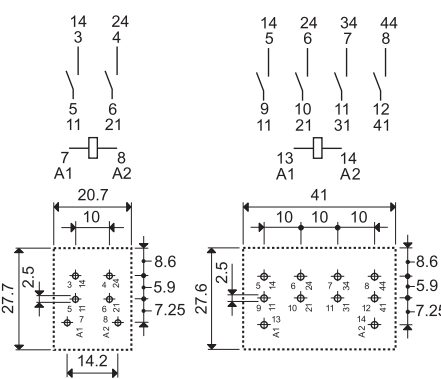 14 24 14 24 34 44
3 4 5 6 7 8
5 6 9 10 11 12
11 21 11 21 31 41
7 8 13 14
A1 A2 A1 A2
20.7 41
10 10 10 10
27.7 2.5 8.6 27.6 2.5 8.6
3 14 4 24 5 14 6 24 7 34 8 44
5.9 5.9
5 11 6 21 9 11 10 21 11 31 12 41
7.25 7.25
7 A1 8 A2 13 A1 14 A2
14.2